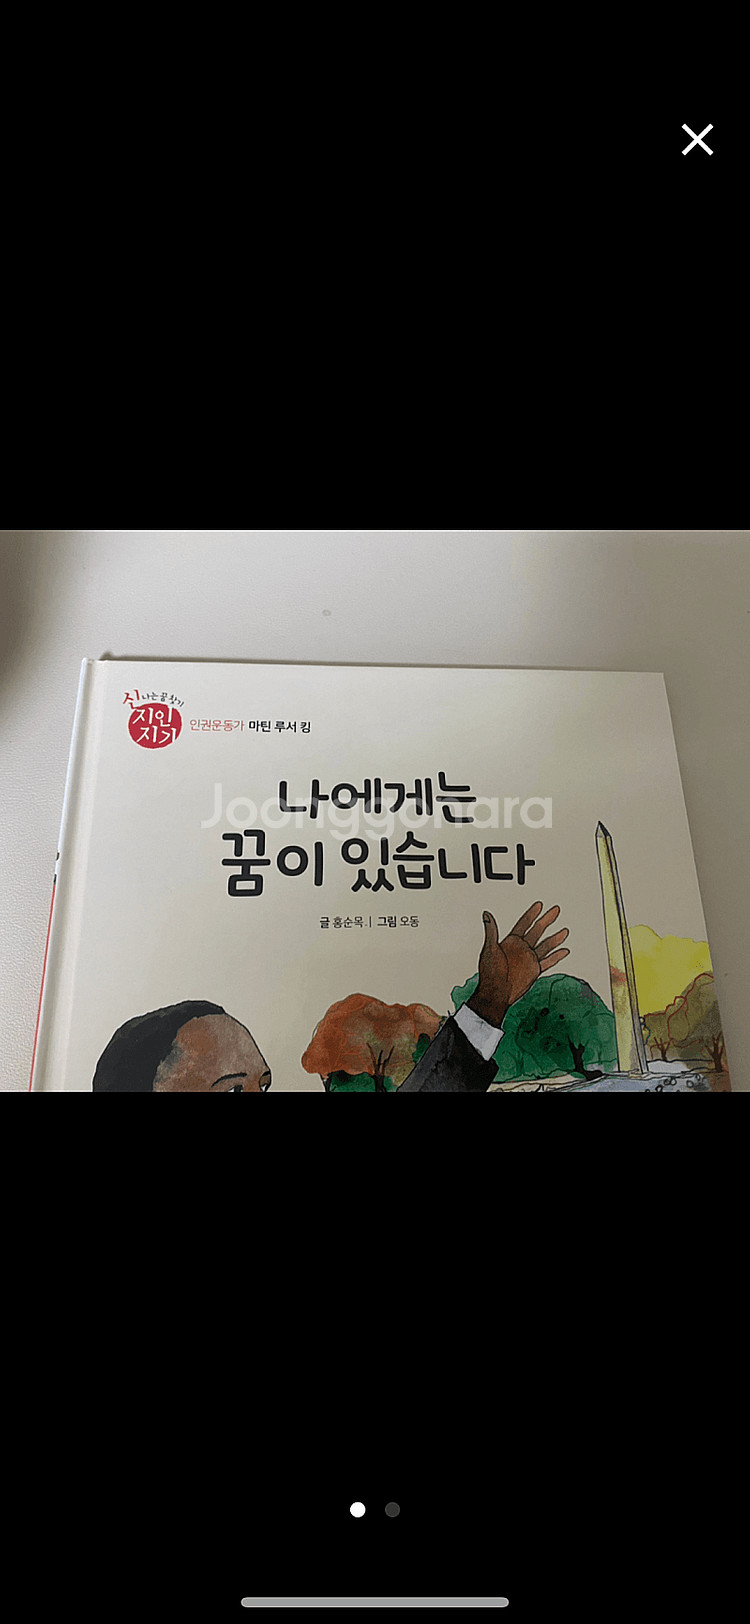 신나는 꿈 찾기
지인
지기
인권운동가 마틴 루서 킹
나에게는
Joonggonara
꿈이 있습니다
글 홍순목 | 그림 오동